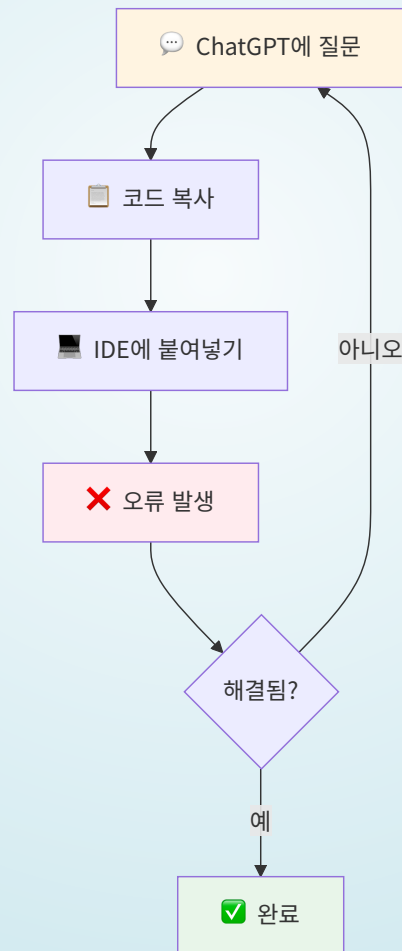 💬 ChatGPT에 질문
📋 코드 복사
💻 IDE에 붙여넣기
아니오
❌ 오류 발생
해결됨?
예
✅ 완료